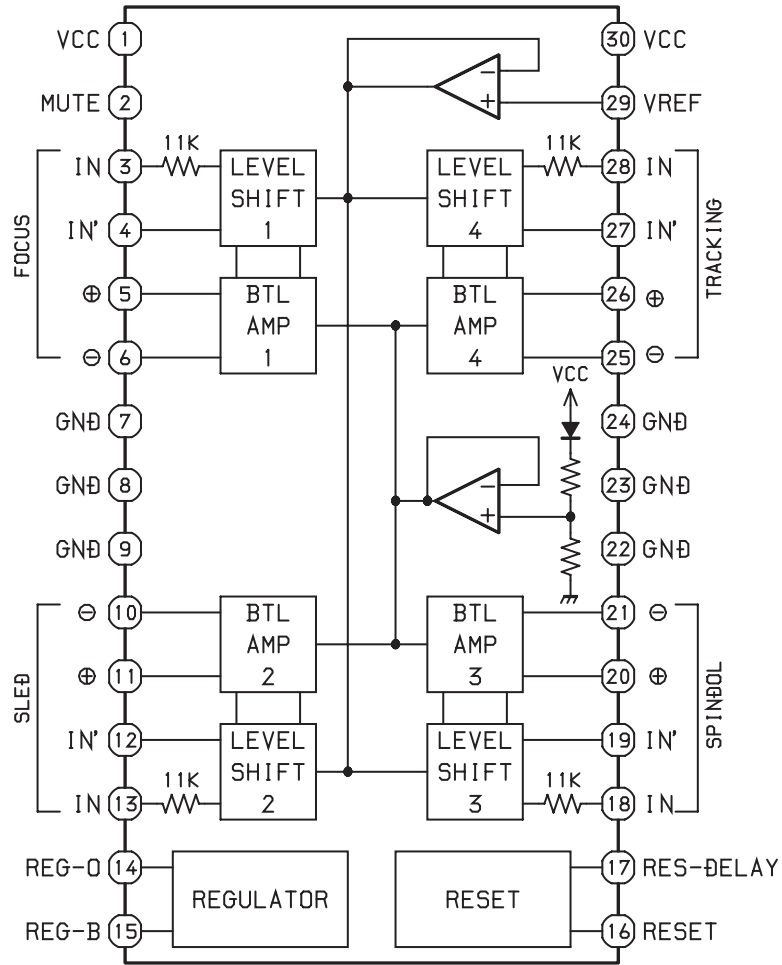 VCC 1
30 VCC
MUTE 2
29 VREF
- +
FOCUS
IN 3
11K
LEVEL
SHIFT
1
LEVEL
SHIFT
4
11K
28 IN
TRACKING
IN' 4
27 IN'
⊕ 5
BTL
AMP
1
BTL
AMP
4
26 ⊕
⊖ 6
25 ⊖
VCC
GND 7
24 GND
GND 8
23 GND
- +
GND 9
22 GND
SLED
⊖ 10
BTL
AMP
2
BTL
AMP
3
21 ⊖
SPINDOL
⊕ 11
20 ⊕
IN' 12
LEVEL
SHIFT
2
LEVEL
SHIFT
3
19 IN'
IN 13
11K
11K
18 IN
REG-O 14
REGULATOR
RESET
17 RES-DELAY
REG-B 15
16 RESET